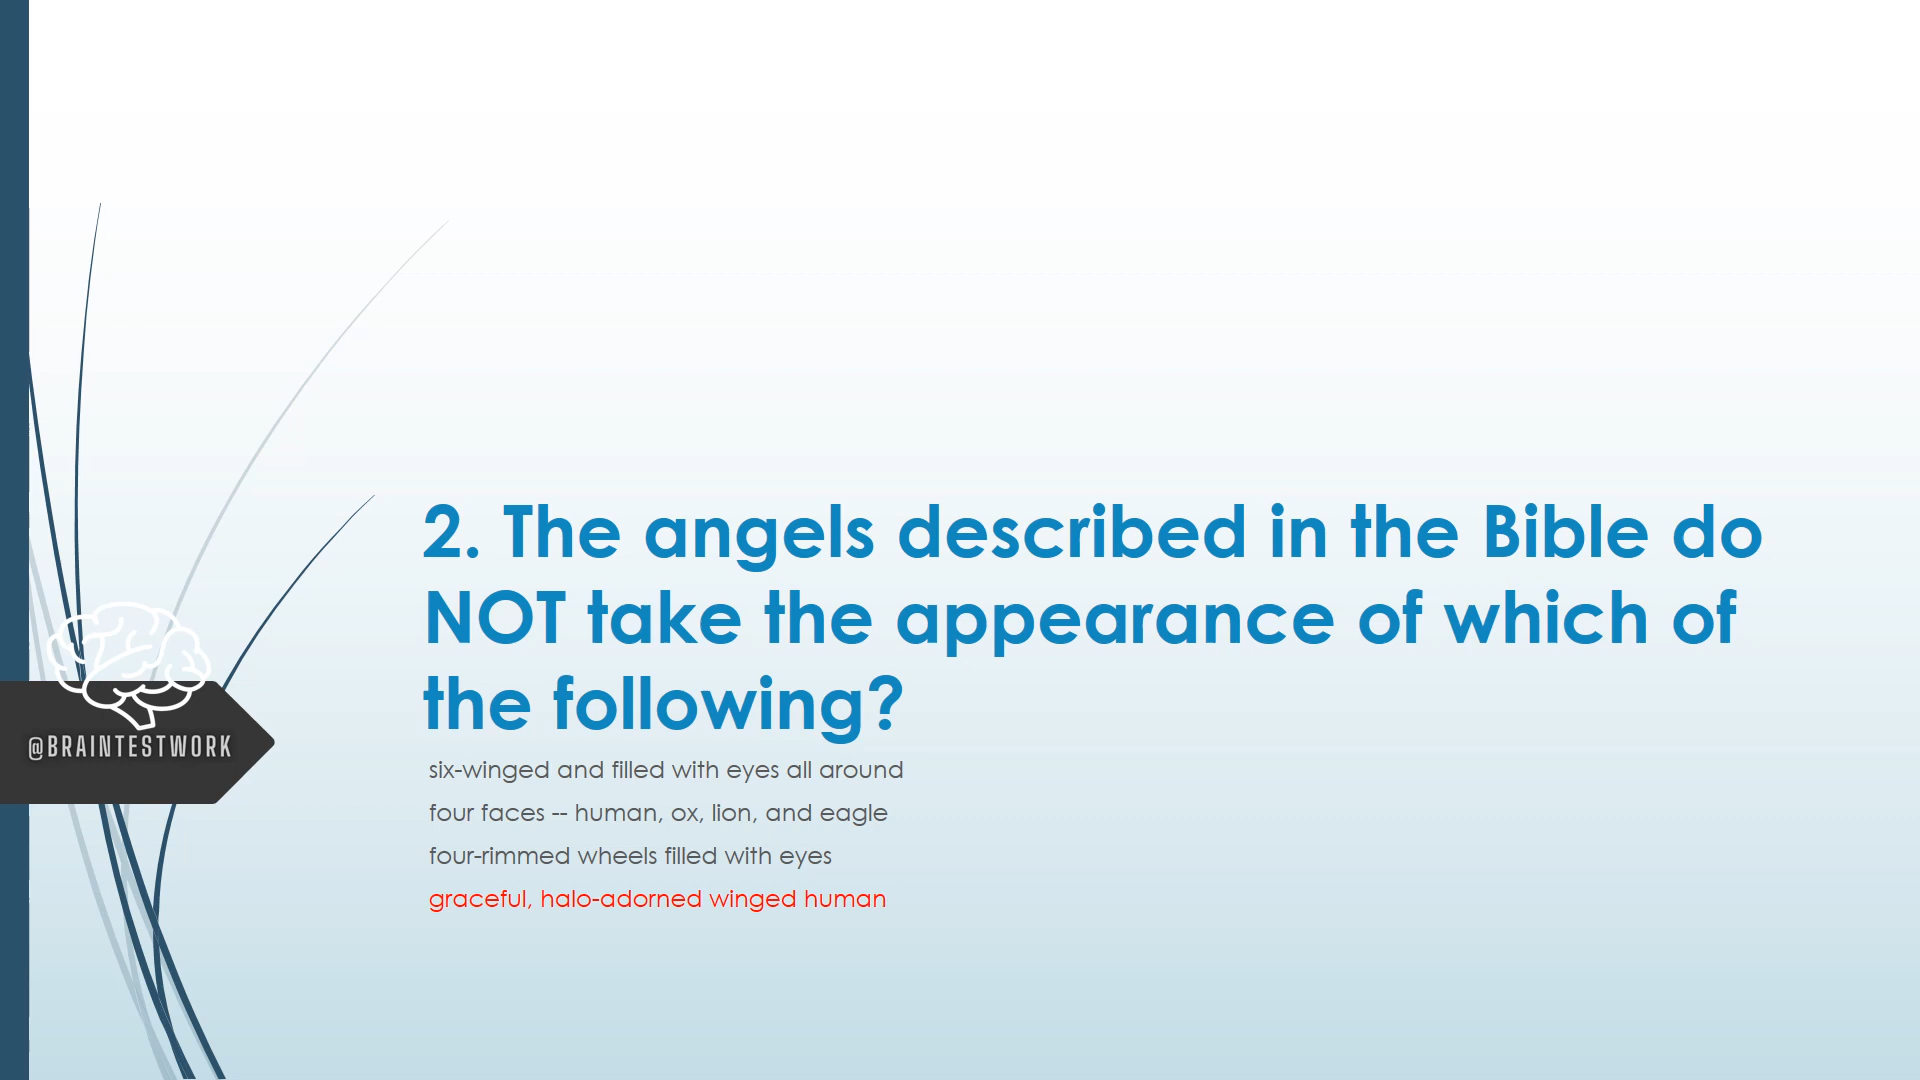 2. The angels described in the Bible do
NOT take the appearance of which of
the following?
six-winged and filled with eyes all around
four faces -- human, ox, lion, and eagle
four-rimmed wheels filled with eyes
graceful, halo-adorned winged human
@BRAINTESTWORK